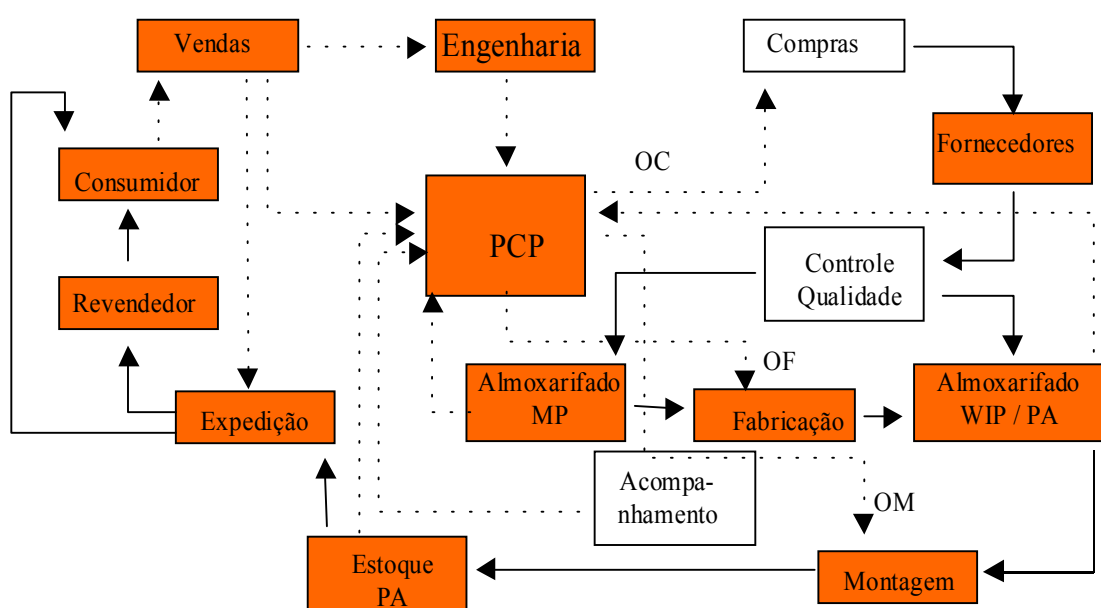 Vendas
Engenharia
Compras
Fornecedores
Consumidor
OC
PCP
Controle
Qualidade
Revendedor
OF
Almoxarifado
MP
Fabricação
Almoxarifado
WIP / PA
Expedição
Acompa-
nhamento
OM
Estoque
PA
Montagem